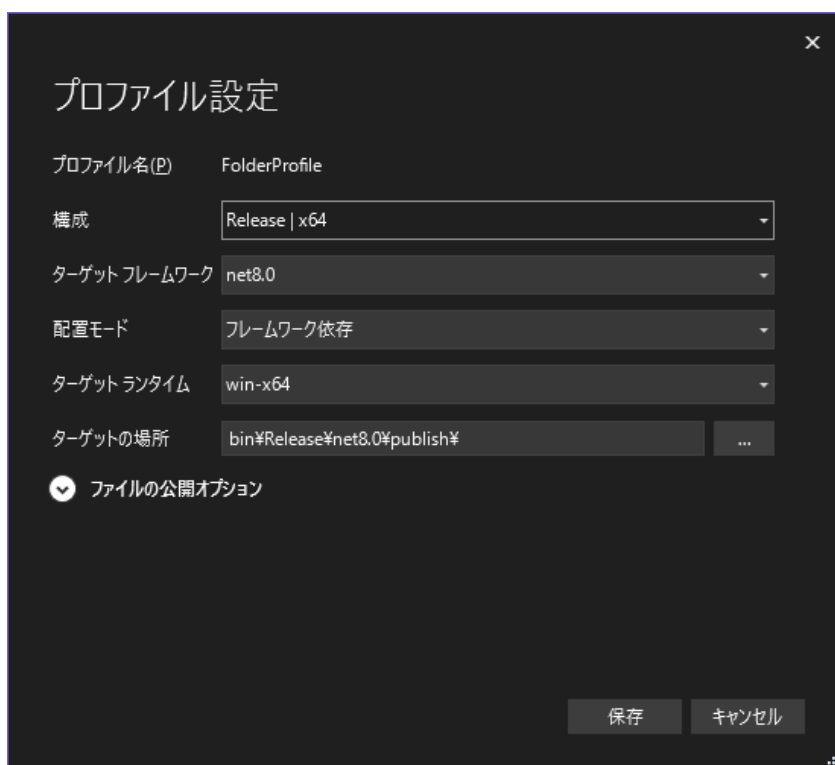 プロファイル設定
プロファイル名(P) FolderProfile
構成 Release | x64
ターゲット フレームワーク net8.0
配置モード フレームワーク依存
ターゲット ランタイム win-x64
ターゲットの場所 bin¥Release¥net8.0¥publish¥ ...
ファイルの公開オプション
保存 キャンセル